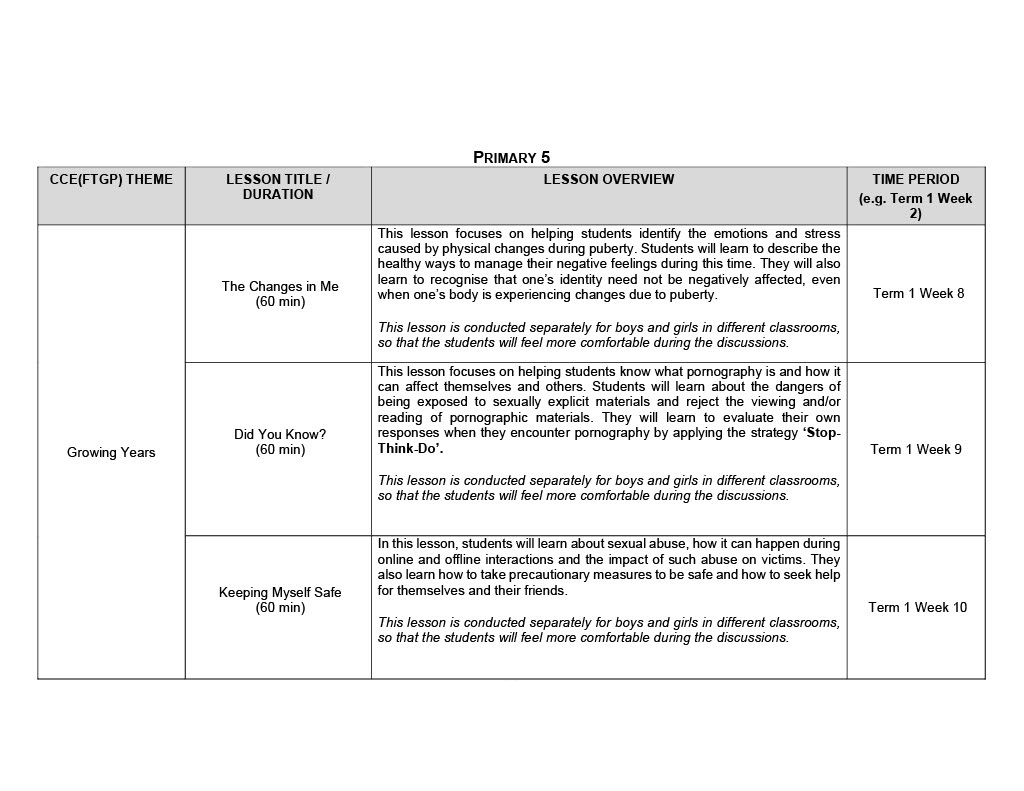 PRIMARY 5
CCE(FTGP) THEME
LESSON TITLE /
DURATION
LESSON OVERVIEW
TIME PERIOD
(e.g. Term 1 Week
2)
Growing Years
The Changes in Me
(60 min)
This lesson focuses on helping students identify the emotions and stress
caused by physical changes during puberty. Students will learn to describe the
healthy ways to manage their negative feelings during this time. They will also
learn to recognise that one’s identity need not be negatively affected, even
when one’s body is experiencing changes due to puberty.
This lesson is conducted separately for boys and girls in different classrooms,
so that the students will feel more comfortable during the discussions.
Term 1 Week 8
Did You Know?
(60 min)
This lesson focuses on helping students know what pornography is and how it
can affect themselves and others. Students will learn about the dangers of
being exposed to sexually explicit materials and reject the viewing and/or
reading of pornographic materials. They will learn to evaluate their own
responses when they encounter pornography by applying the strategy ‘Stop-
Think-Do’.
This lesson is conducted separately for boys and girls in different classrooms,
so that the students will feel more comfortable during the discussions.
Term 1 Week 9
Keeping Myself Safe
(60 min)
In this lesson, students will learn about sexual abuse, how it can happen during
online and offline interactions and the impact of such abuse on victims. They
also learn how to take precautionary measures to be safe and how to seek help
for themselves and their friends.
This lesson is conducted separately for boys and girls in different classrooms,
so that the students will feel more comfortable during the discussions.
Term 1 Week 10